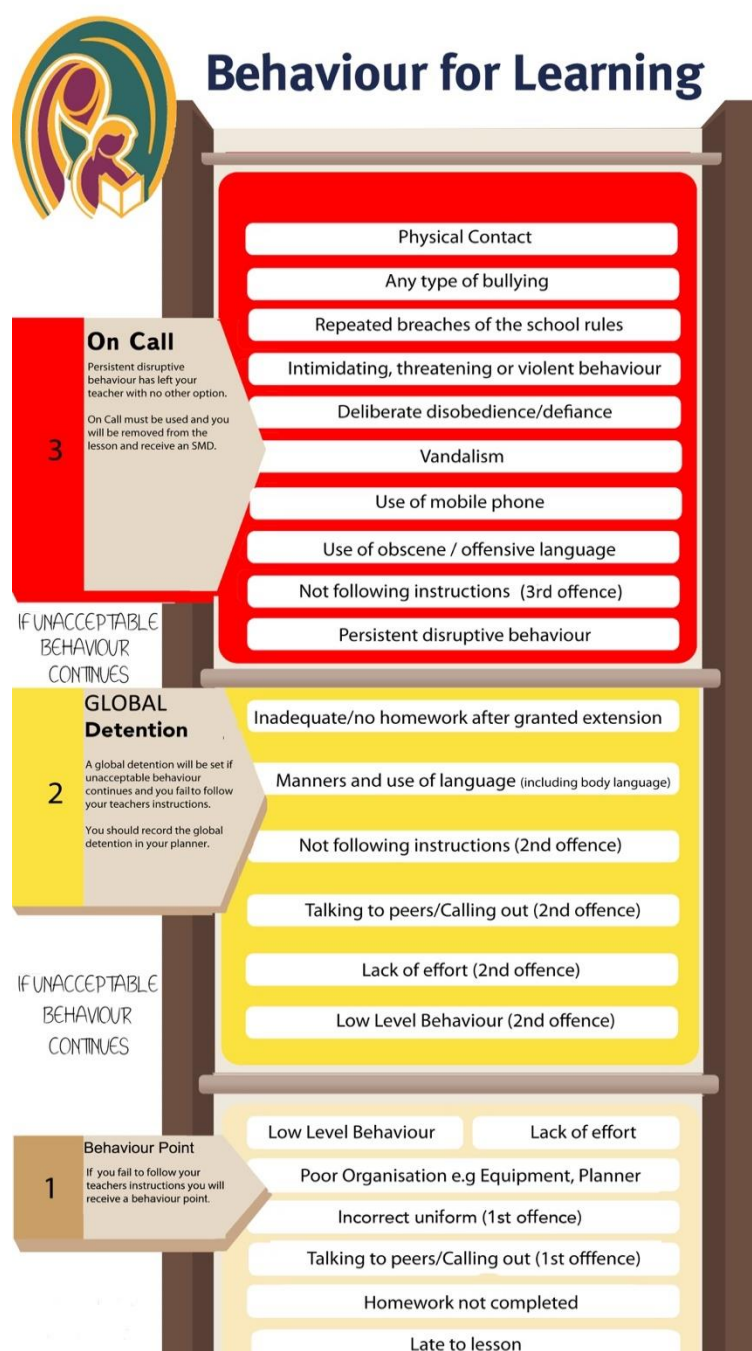 Behaviour for Learning
Physical Contact
Any type of bullying
Repeated breaches of the school rules
Intimidating, threatening or violent behaviour
Deliberate disobedience/defiance
Vandalism
Use of mobile phone
Use of obscene / offensive language
Not following instructions (3rd offence)
Persistent disruptive behaviour
3
On Call
Persistent disruptive
behaviour has left your
teacher with no other option.
On Call must be used and you
will be removed from the
lesson and receive an SMD.
IF UNACCEPTABLE
BEHAVIOUR
CONTINUES
2
GLOBAL
Detention
A global detention will be set if
unacceptable behaviour
continues and you fail to follow
your teachers instructions.
You should record the global
detention in your planner.
Inadequate/no homework after granted extension
Manners and use of language (including body language)
Not following instructions (2nd offence)
Talking to peers/Calling out (2nd offence)
Lack of effort (2nd offence)
Low Level Behaviour (2nd offence)
IF UNACCEPTABLE
BEHAVIOUR
CONTINUES
1
Behaviour Point
If you fail to follow your
teachers instructions you will
receive a behaviour point.
Low Level Behaviour
Lack of effort
Poor Organisation e.g Equipment, Planner
Incorrect uniform (1st offence)
Talking to peers/Calling out (1st offfence)
Homework not completed
Late to lesson